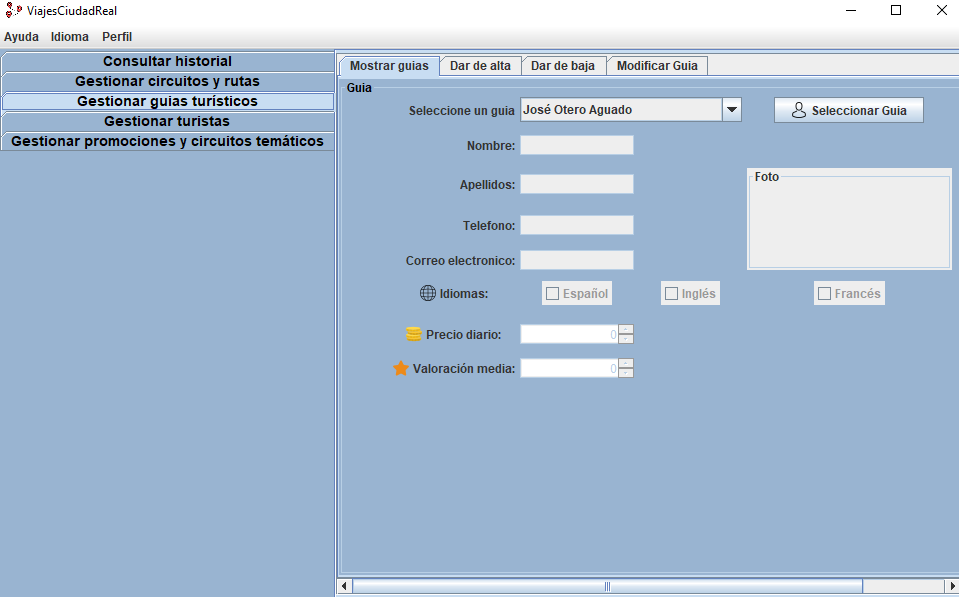 ViajesCiudadReal
Ayuda Idioma Perfil
Consultar historial
Gestionar circuitos y rutas
Gestionar guias turísticos
Gestionar turistas
Gestionar promociones y circuitos temáticos
Mostrar guias Dar de alta Dar de baja Modificar Guia
Guia
Seleccione un guia José Otero Aguado Seleccionar Guia
Nombre:
Foto
Apellidos:
Telefono:
Correo electronico:
Idiomas: Español Inglés Francés
Precio diario: 0
Valoración media: 0